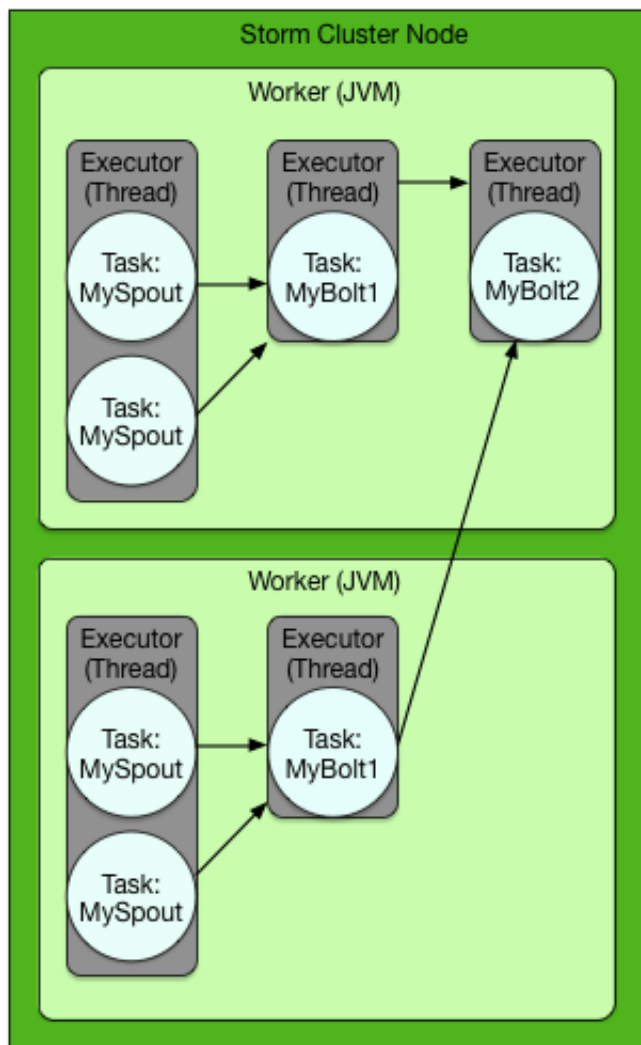 Storm Cluster Node
Worker (JVM)
Executor
(Thread)
Task:
MySpout
Task:
MySpout
Executor
(Thread)
Task:
MyBolt1
Executor
(Thread)
Task:
MyBolt2
Worker (JVM)
Executor
(Thread)
Task:
MySpout
Task:
MySpout
Executor
(Thread)
Task:
MyBolt1